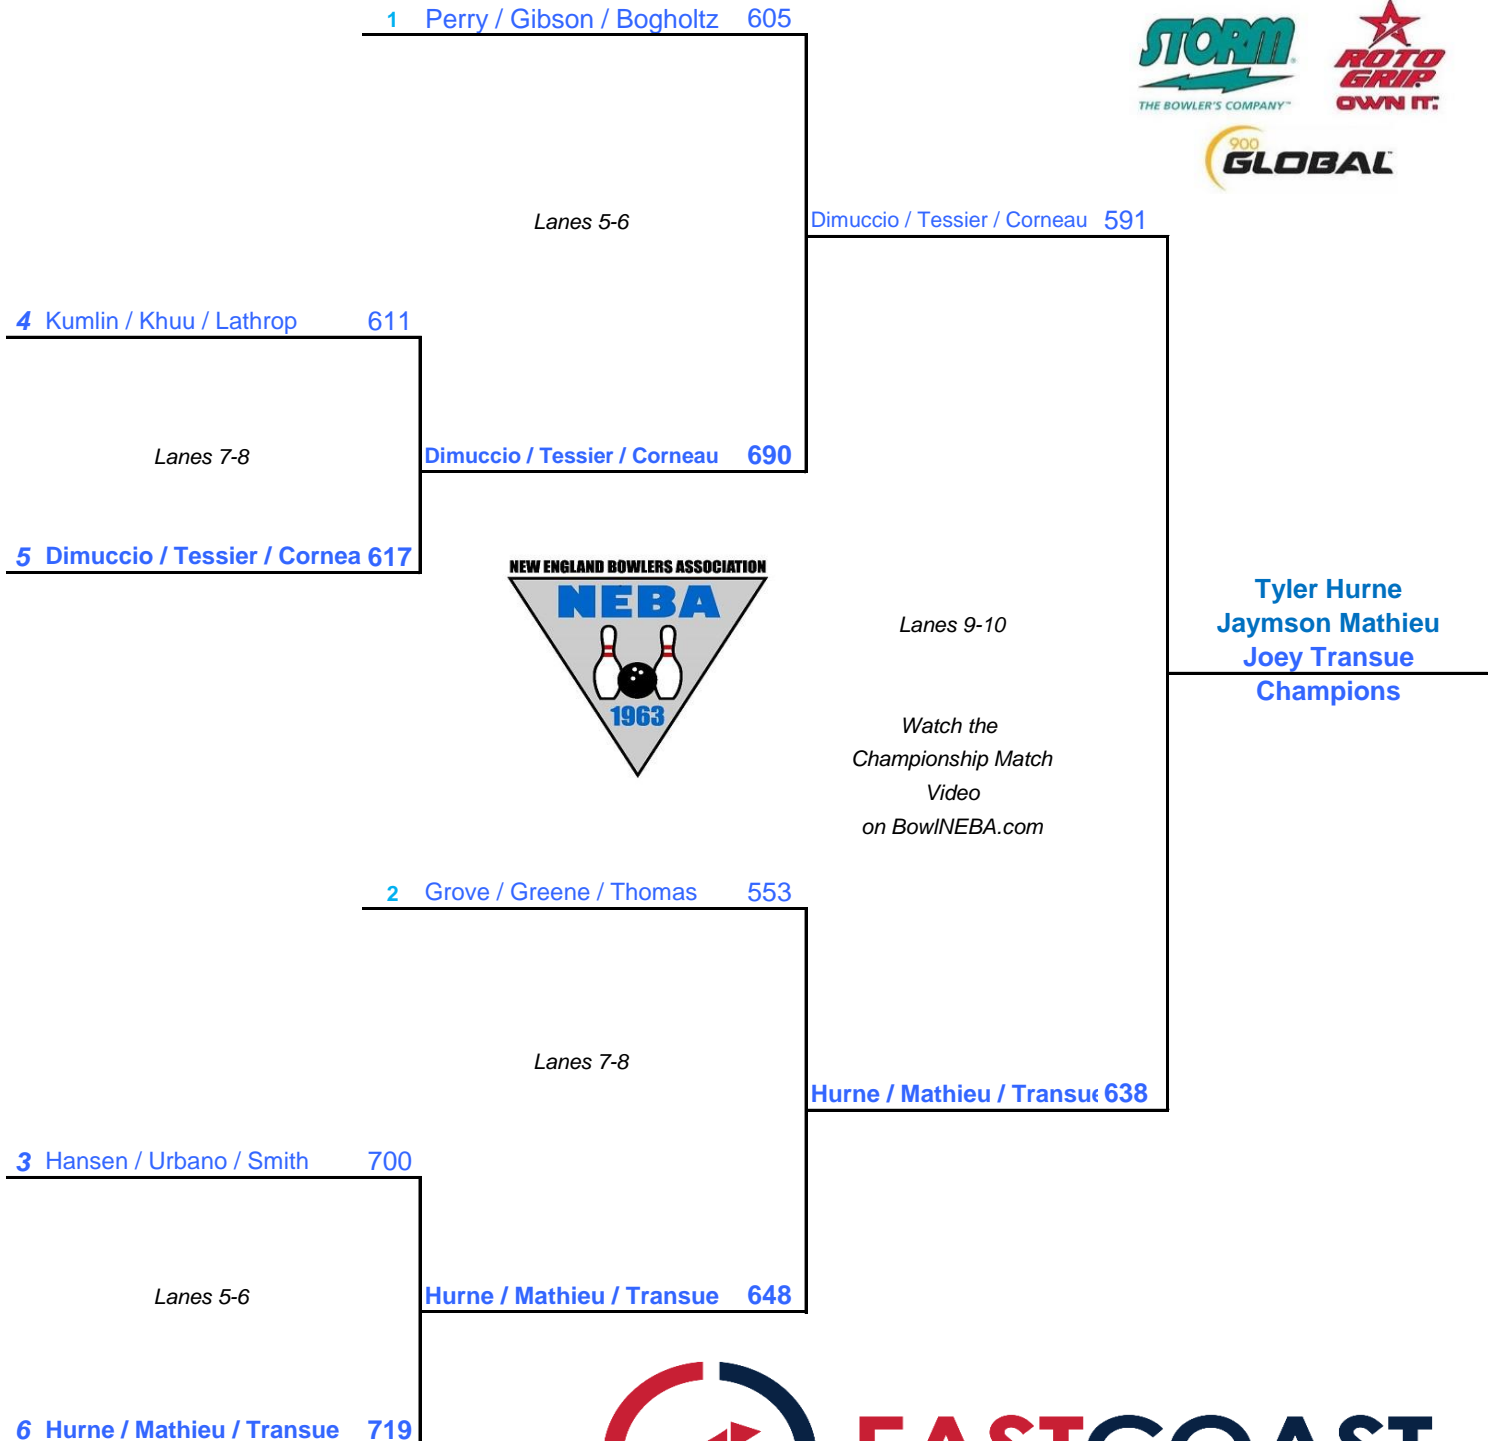 1 Perry / Gibson / Bogholtz 605
STORM
THE BOWLER'S COMPANY™
ROTO
GRIP
OWN IT.
900
GLOBAL™
Lanes 5-6
Dimuccio / Tessier / Corneau 591
4 Kumlin / Khuu / Lathrop 611
Lanes 7-8
Dimuccio / Tessier / Corneau 690
5 Dimuccio / Tessier / Cornea 617
NEW ENGLAND BOWLERS ASSOCIATION
NEBA
1963
Lanes 9-10
Tyler Hurne
Jaymson Mathieu
Joey Transue
Champions
Watch the
Championship Match
Video
on BowlNEBA.com
2 Grove / Greene / Thomas 553
Lanes 7-8
Hurne / Mathieu / Transue 638
3 Hansen / Urbano / Smith 700
Lanes 5-6
Hurne / Mathieu / Transue 648
6 Hurne / Mathieu / Transue 719
EASTCOAST